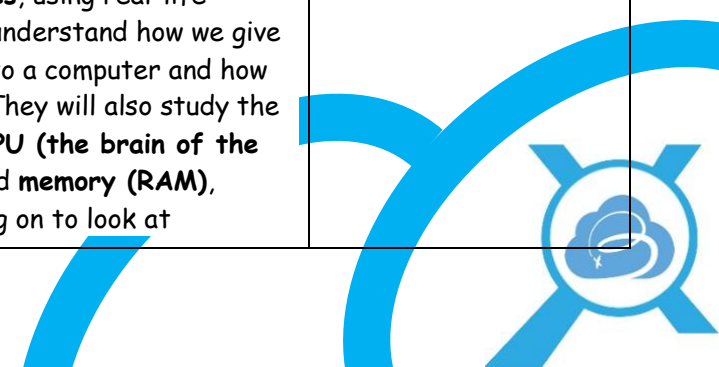 , using real life
understand how we give
o a computer and how
They will also study the
PU (the brain of the
d memory (RAM),
g on to look at